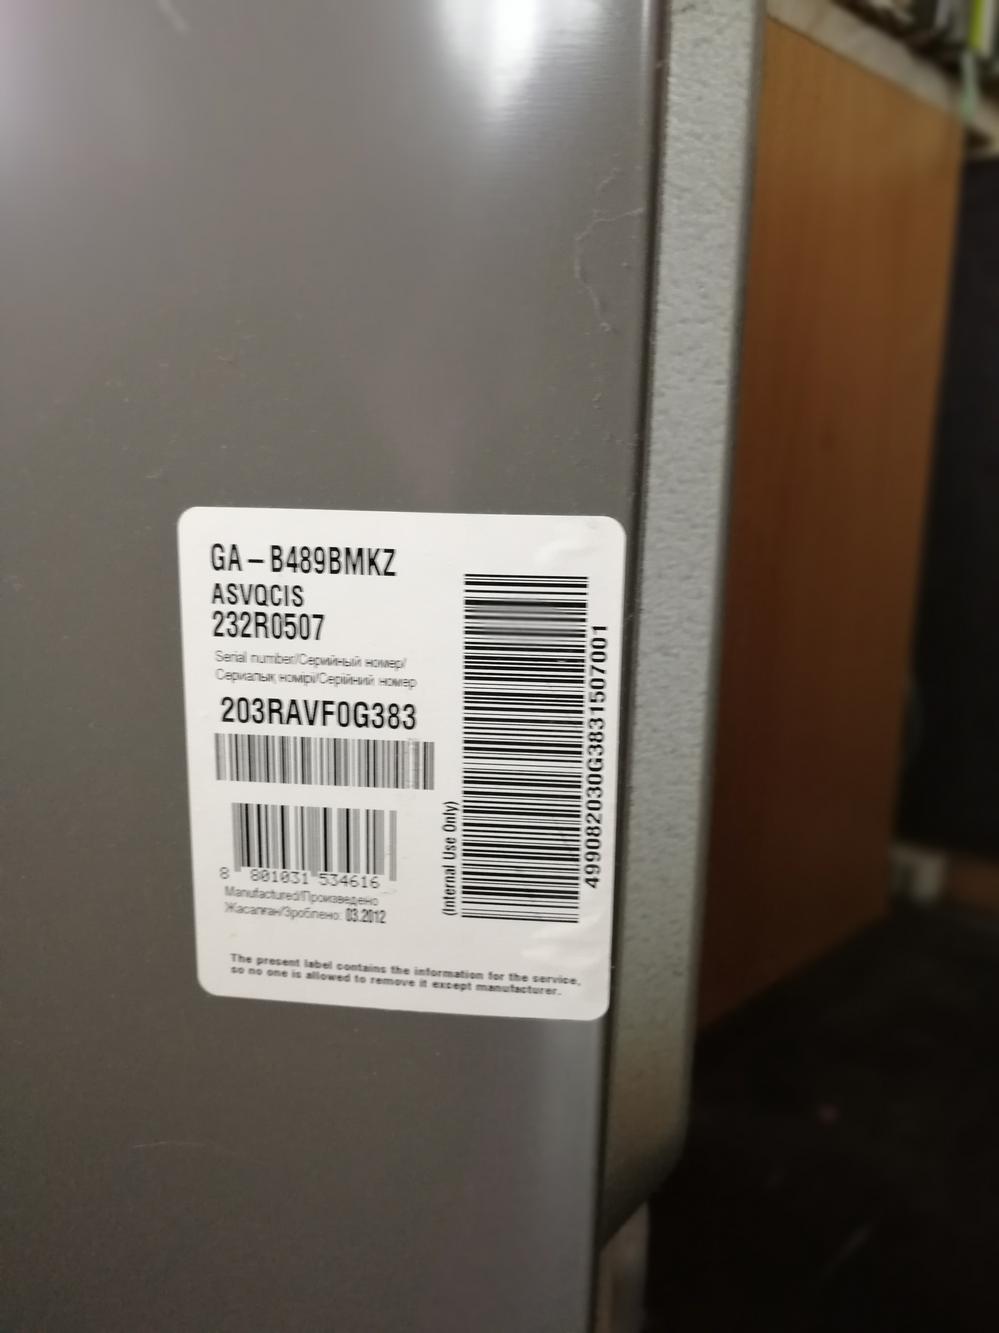 GA-B489BMKZ
ASVQCIS
232R0507
Serial number/Серийный номер/
Сериалық нөмірі/Серійний номер
203RAVF0G383
8 801031 534616
Manufactured/Произведено
Жасалған/Зроблено: 03.2012
(Internal Use Only)
499082030G3831507001
The present label contains the information for the service,
so no one is allowed to remove it except manufacturer.